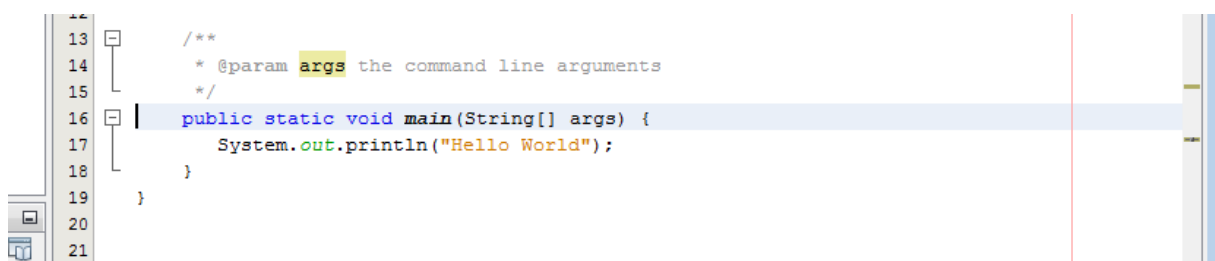 12
13 /**
14 * @param args the command line arguments
15 */
16 public static void main(String[] args) {
17 System.out.println("Hello World");
18 }
19 }
20
21